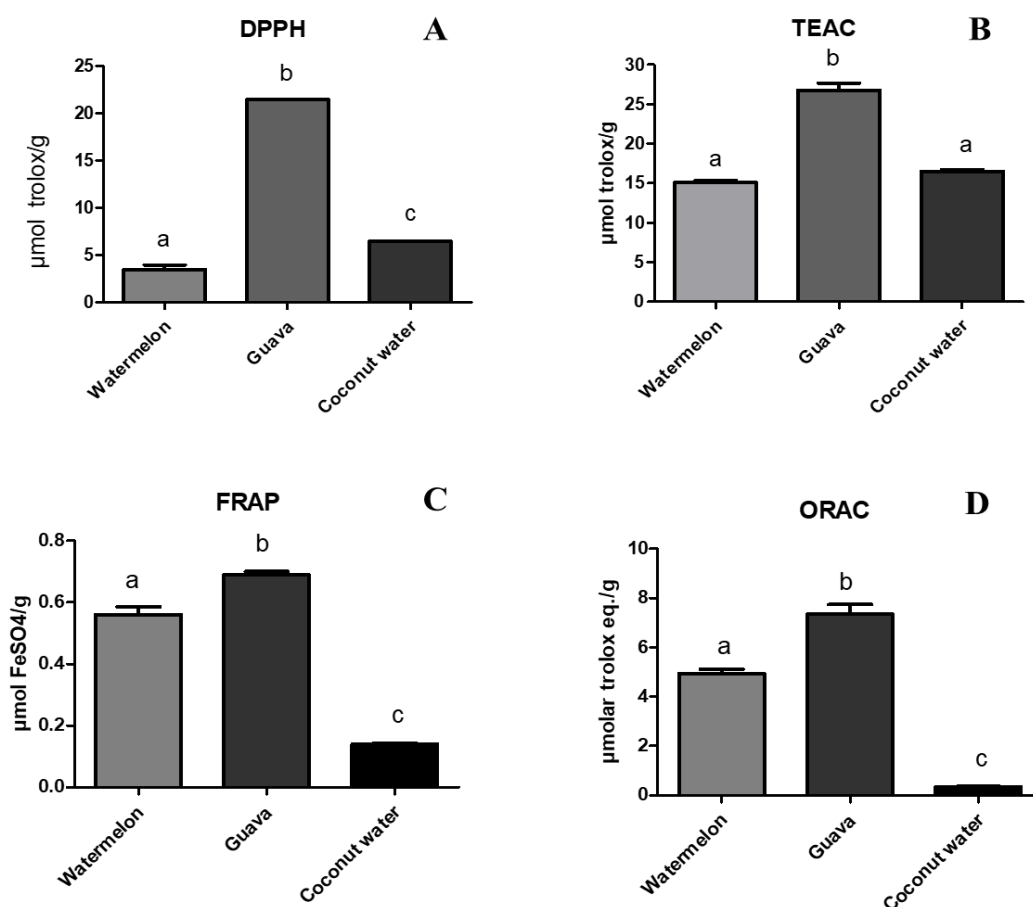 DPPH
A
µmol trolox/g
25
20
15
10
5
0
a
b
c
Watermelon
Guava
Coconut water
TEAC
B
µmol trolox/g
30
25
20
15
10
5
0
a
b
a
Watermelon
Guava
Coconut water
FRAP
C
µmol FeSO4/g
0.8
0.6
0.4
0.2
0.0
a
b
c
Watermelon
Guava
Coconut water
ORAC
D
µmolar trolox eq./g
10
8
6
4
2
0
a
b
c
Watermelon
Guava
Coconut water